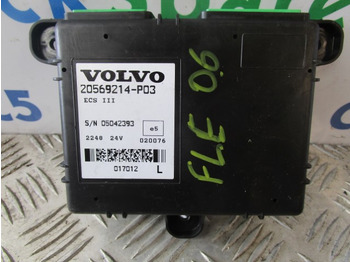 VOLVO
20569214-P03
ECS III
S/N 05042393
e5
2248 24V
020076
017012 L
FLE 06